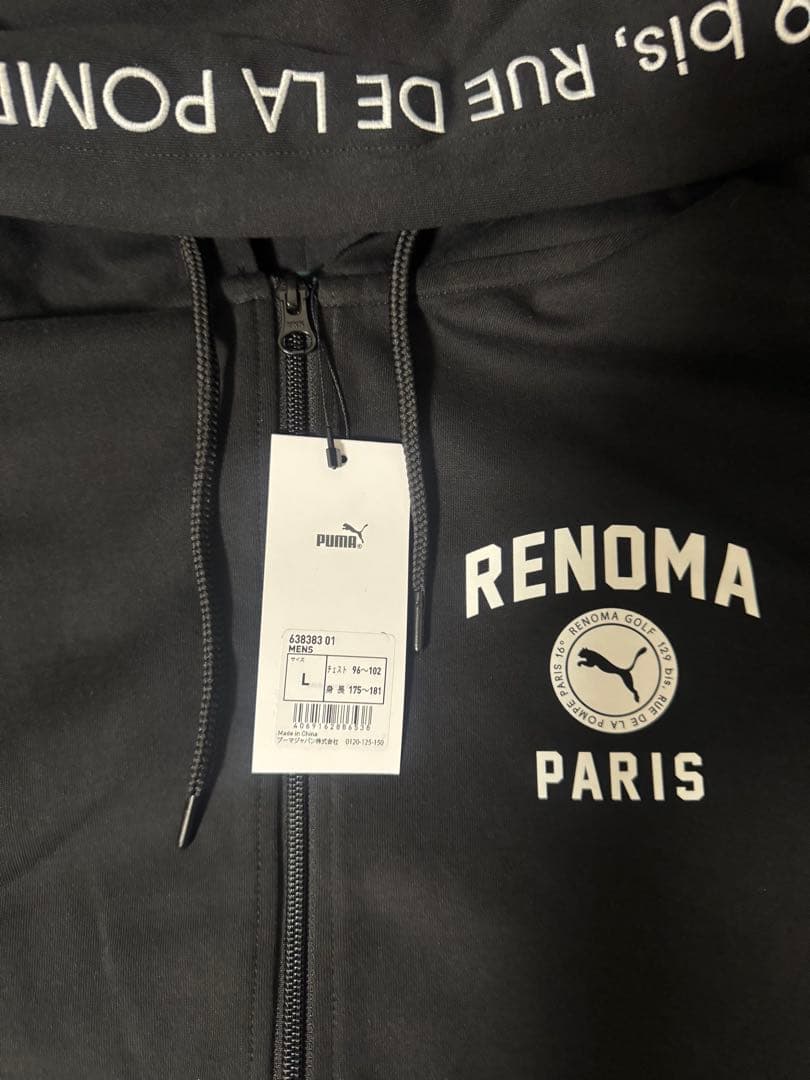 9 bis, RUE DE LA POMP
PUMA®
638383 01
MENS
サイズ
L
チェスト 96～102
身長 175～181
4069162886536
Made in China
プーマジャパン株式会社 0120-125-150
RENOMA
RENOMA GOLF 129 bis, RUE DE LA POMPE PARIS 16e
PARIS